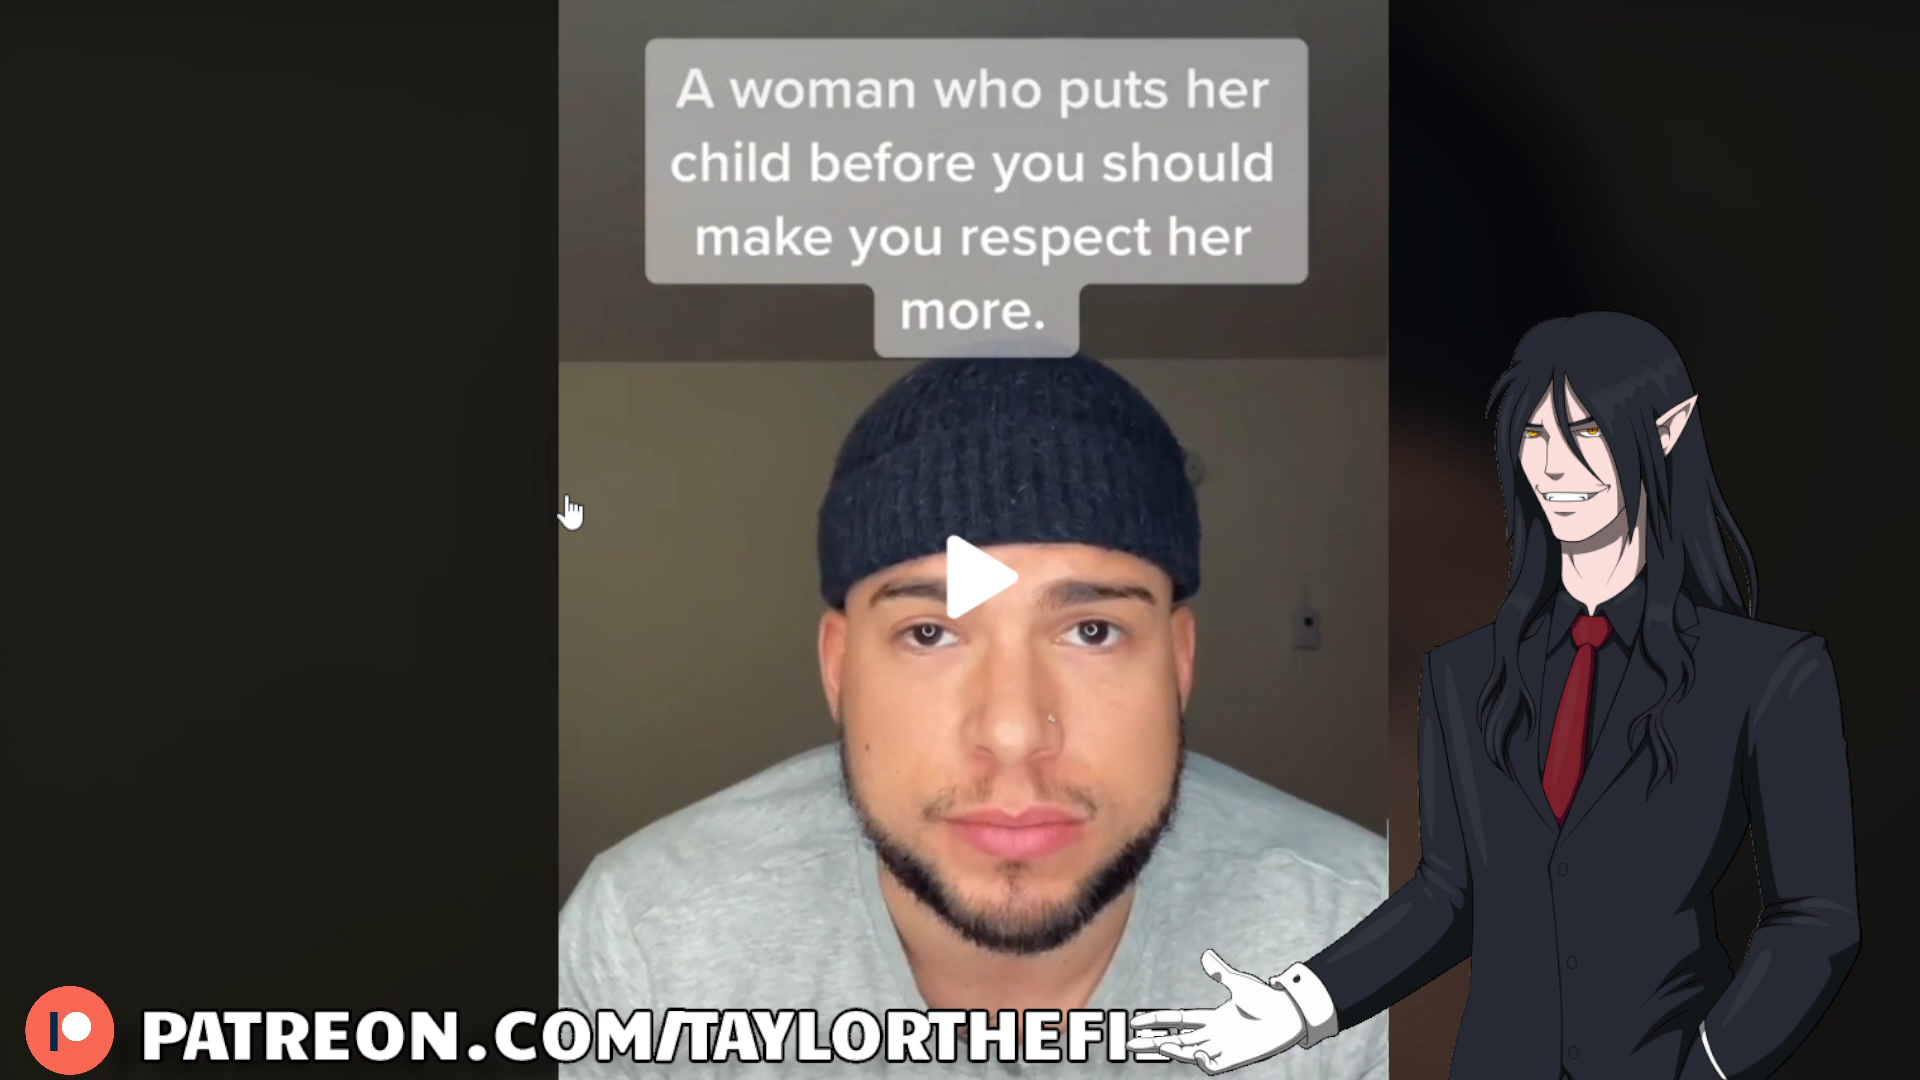 A woman who puts her
child before you should
make you respect her
more.
PATREON.COM/TAYLORTHEFI